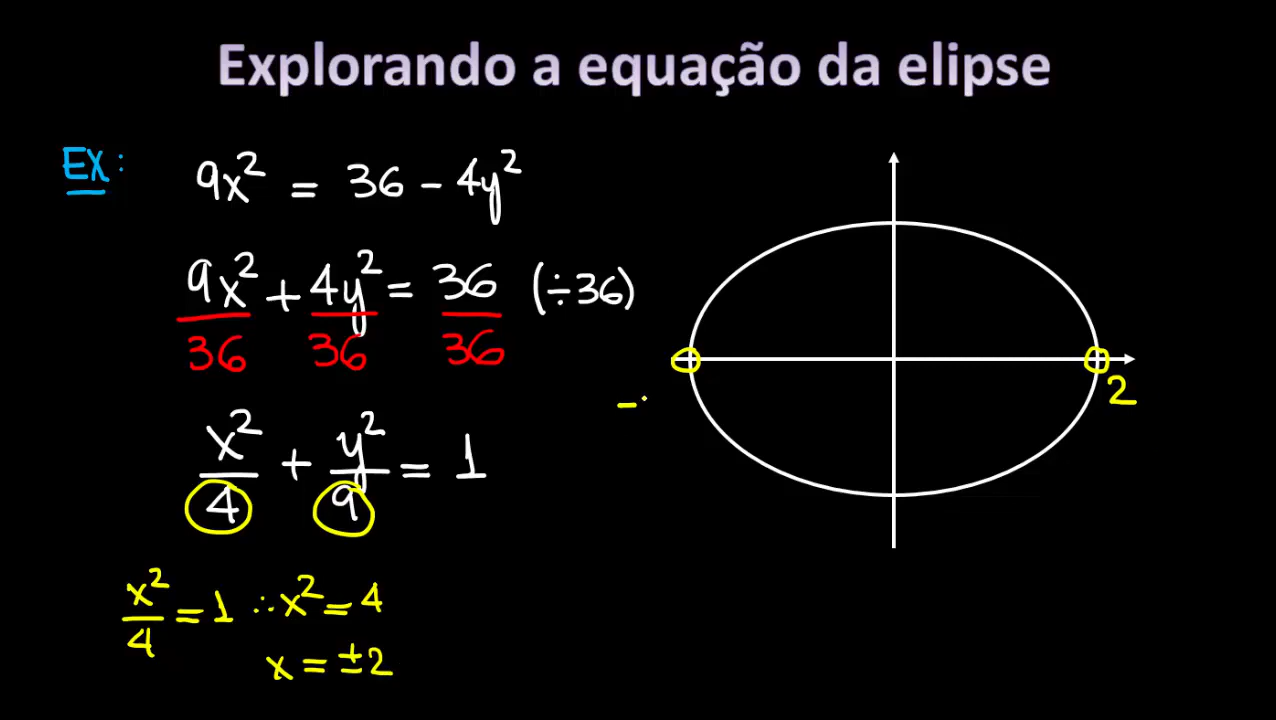 Explorando a equação da elipse
EX: 9x² = 36 - 4y²
9x²/36 + 4y²/36 = 36/36 (÷36)
x²/4 + y²/9 = 1
x²/4 = 1 ∴ x² = 4
x = ±2
-
2